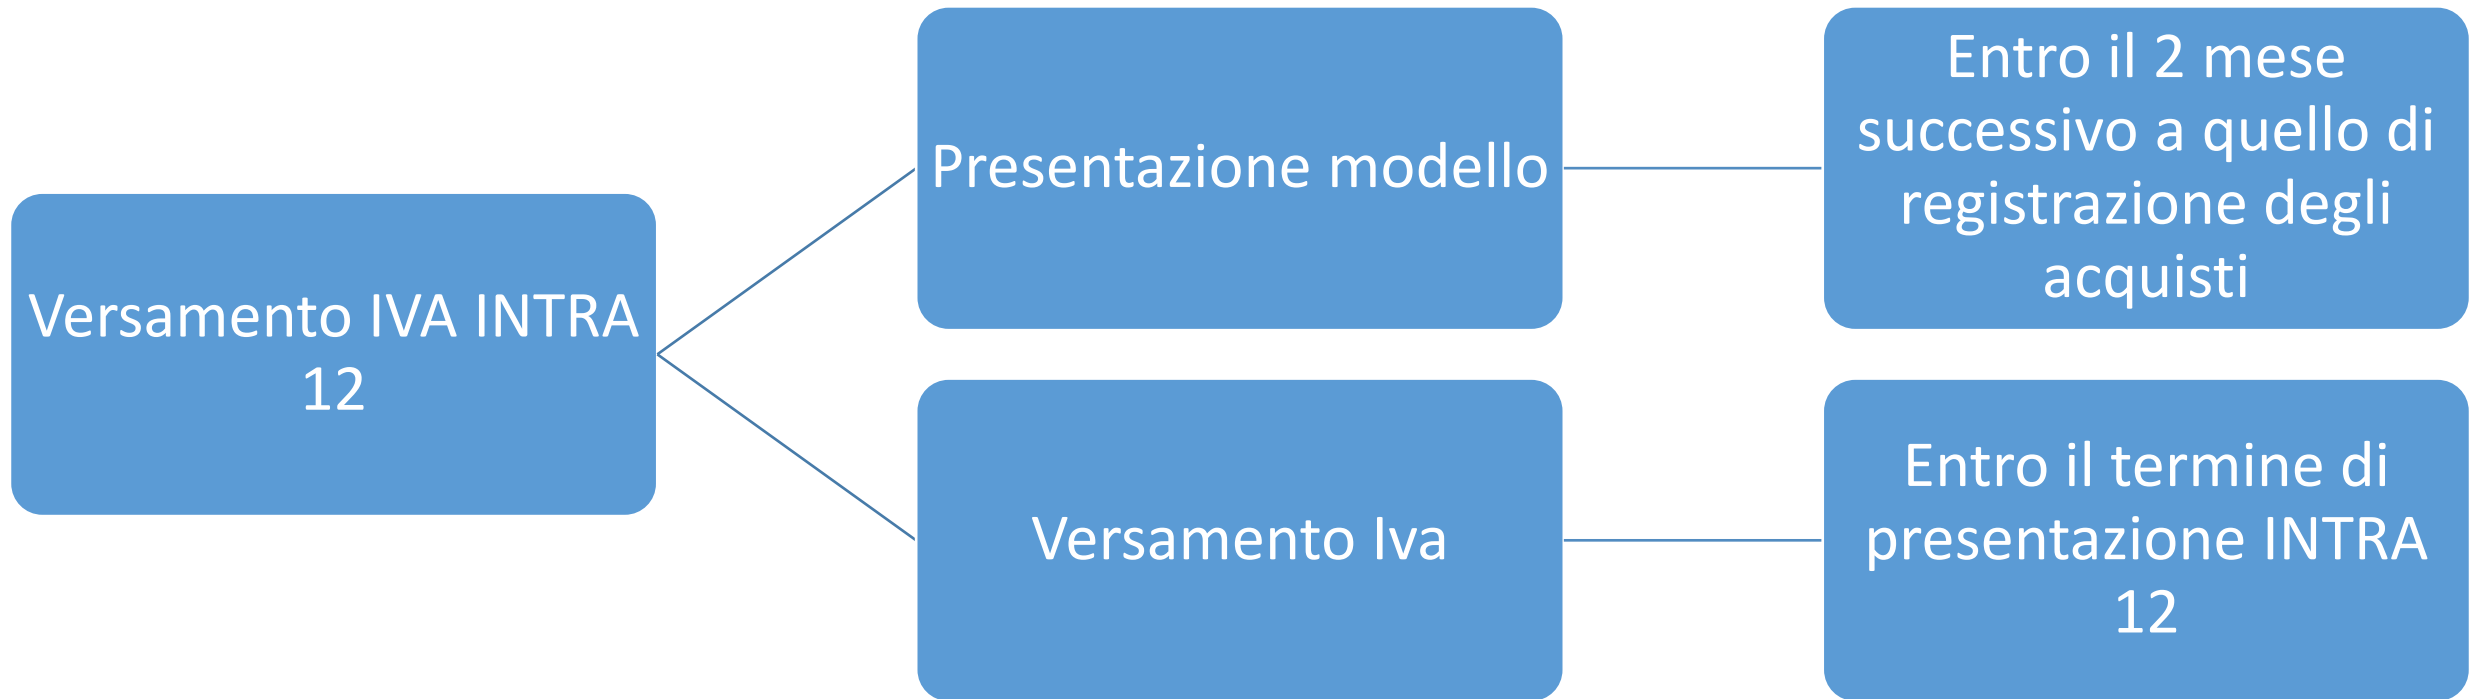 Versamento IVA INTRA
12
Presentazione modello
Entro il 2 mese
successivo a quello di
registrazione degli
acquisti
Versamento Iva
Entro il termine di
presentazione INTRA
12